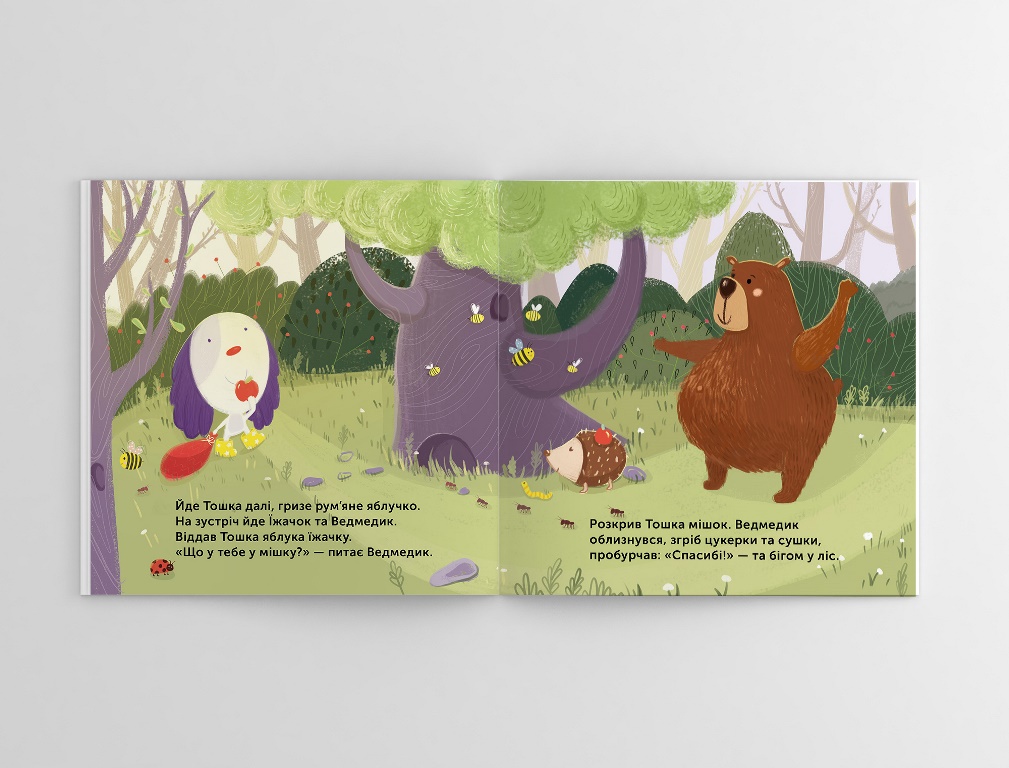 Йде Тошка далі, гризе рум'яне яблучко.
На зустріч йде Їжачок та Ведмедик.
Віддав Тошка яблука їжачку.
«Що у тебе у мішку?» — питає Ведмедик.
Розкрив Тошка мішок. Ведмедик
облизнувся, згріб цукерки та сушки,
пробурчав: «Спасибі!» — та бігом у ліс.